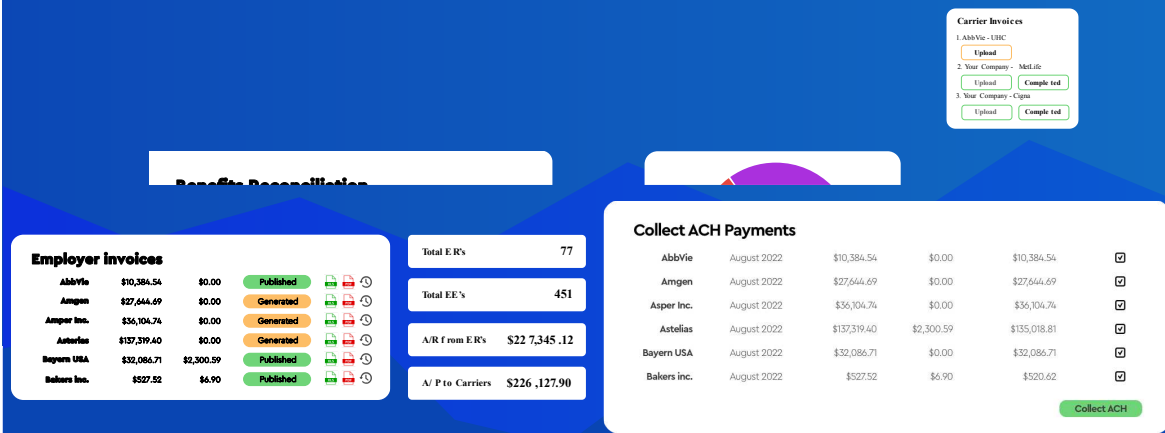 Carrier Invoices
1. AbbVie - UHC
Upload
2. Your Company - MetLife
Upload Comple ted
3. Your Company - Cigna
Upload Comple ted
Benefits Reconciliation
Employer invoices
AbbVie $10,384.54 $0.00 Published
Amgen $27,644.69 $0.00 Generated
Amper Inc. $36,104.74 $0.00 Generated
Astorias $137,319.40 $0.00 Generated
Bayern USA $32,086.71 $2,300.59 Published
Bakers inc. $527.52 $6.90 Published
Total E R's 77
Total EE's 451
A/R f rom ER's $22 7,345 .12
A/ P to Carriers $226 ,127.90
Collect ACH Payments
AbbVie August 2022 $10,384.54 $0.00 $10,384.54
Amgen August 2022 $27,644.69 $0.00 $27,644.69
Asper Inc. August 2022 $36,104.74 $0.00 $36,104.74
Astelias August 2022 $137,319.40 $2,300.59 $135,018.81
Bayern USA August 2022 $32,086.71 $0.00 $32,086.71
Bakers inc. August 2022 $527.52 $6.90 $520.62
Collect ACH